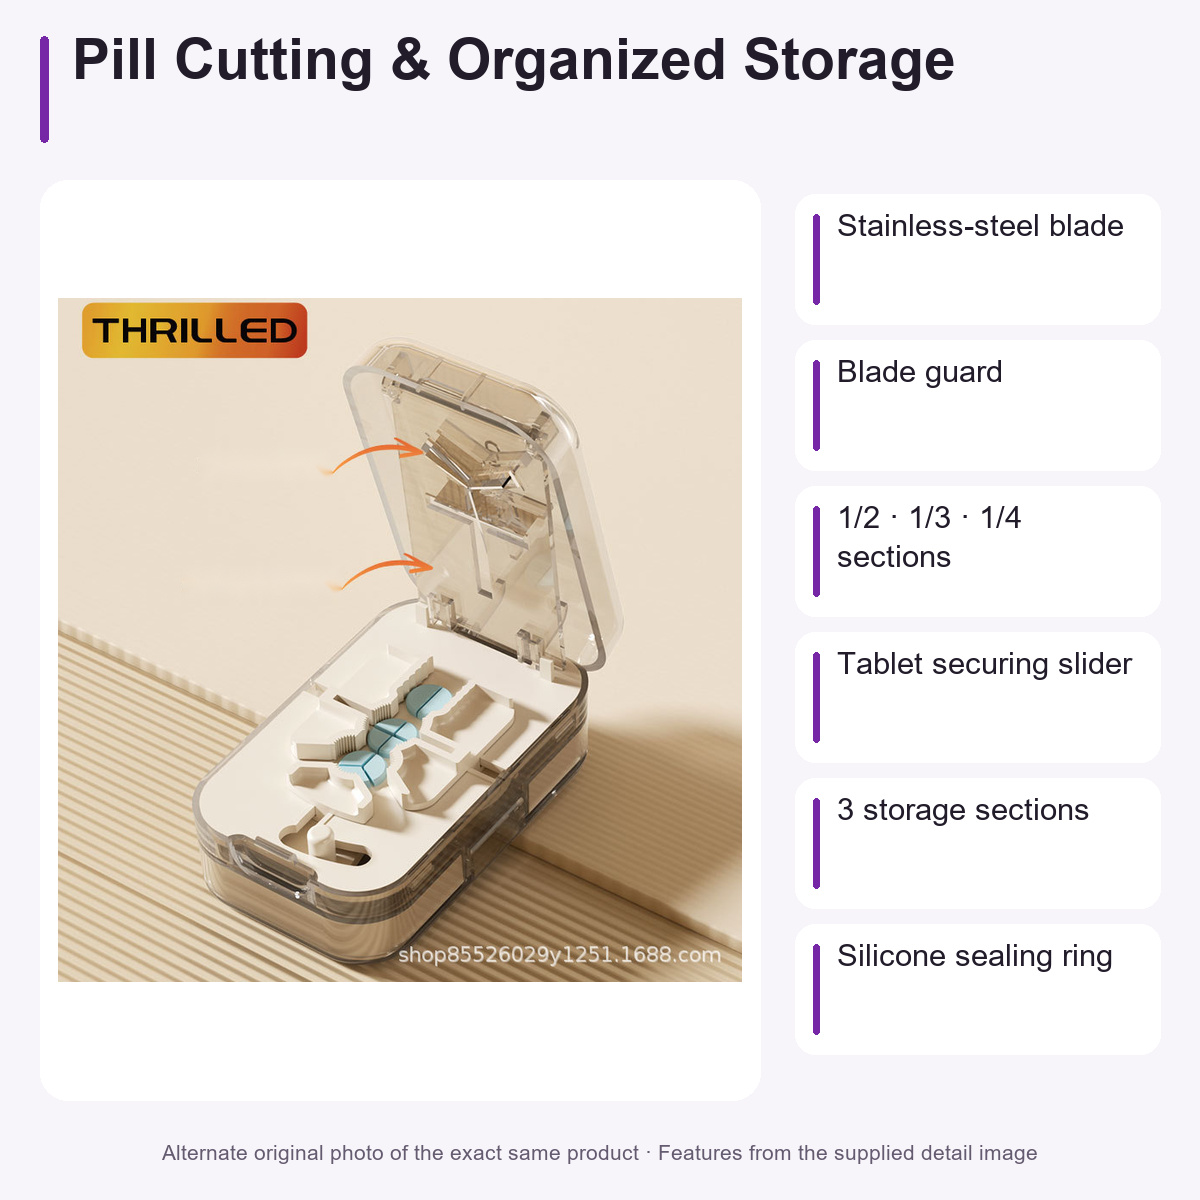 Pill Cutting & Organized Storage
THRILLED
shop85526029y1251.1688.com
Stainless-steel blade
Blade guard
1/2 · 1/3 · 1/4
sections
Tablet securing slider
3 storage sections
Silicone sealing ring
Alternate original photo of the exact same product · Features from the supplied detail image